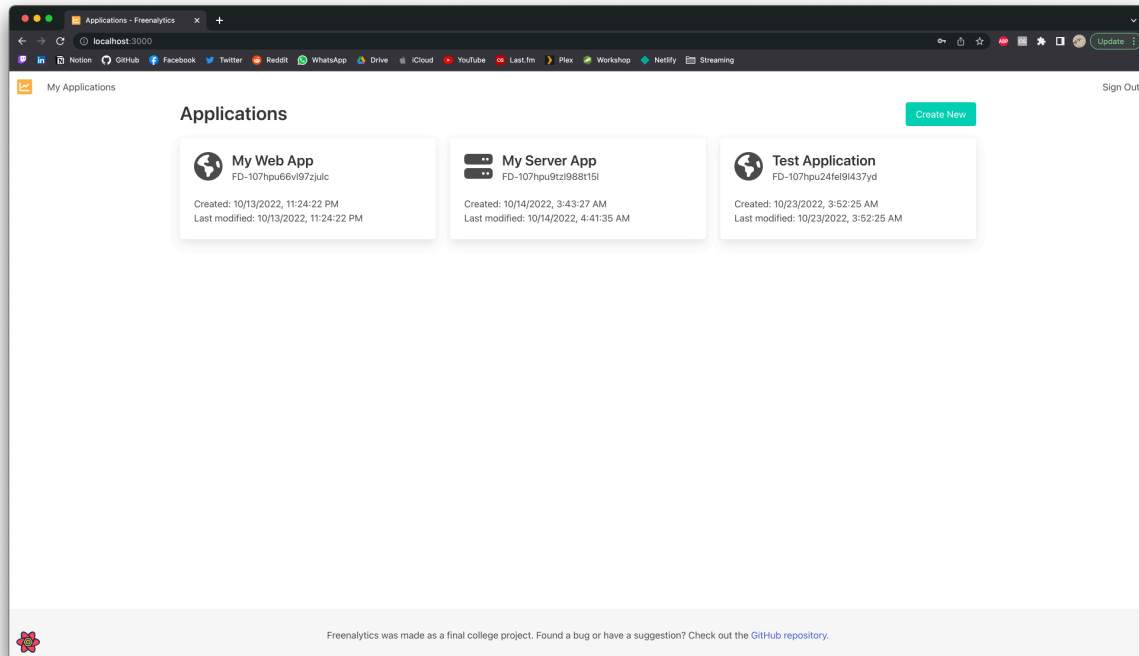 Applications - Freenalytics
localhost:3000
Update
Notion GitHub Facebook Twitter Reddit WhatsApp Drive iCloud YouTube Last.fm Plex Workshop Netlify Streaming
My Applications
Sign Out
Applications
Create New
My Web App
FD-107hpu66vl97zjulc
Created: 10/13/2022, 11:24:22 PM
Last modified: 10/13/2022, 11:24:22 PM
My Server App
FD-107hpu9tzl988t15l
Created: 10/14/2022, 3:43:27 AM
Last modified: 10/14/2022, 4:41:35 AM
Test Application
FD-107hpu24fel9l437yd
Created: 10/23/2022, 3:52:25 AM
Last modified: 10/23/2022, 3:52:25 AM
Freenalytics was made as a final college project. Found a bug or have a suggestion? Check out the GitHub repository.